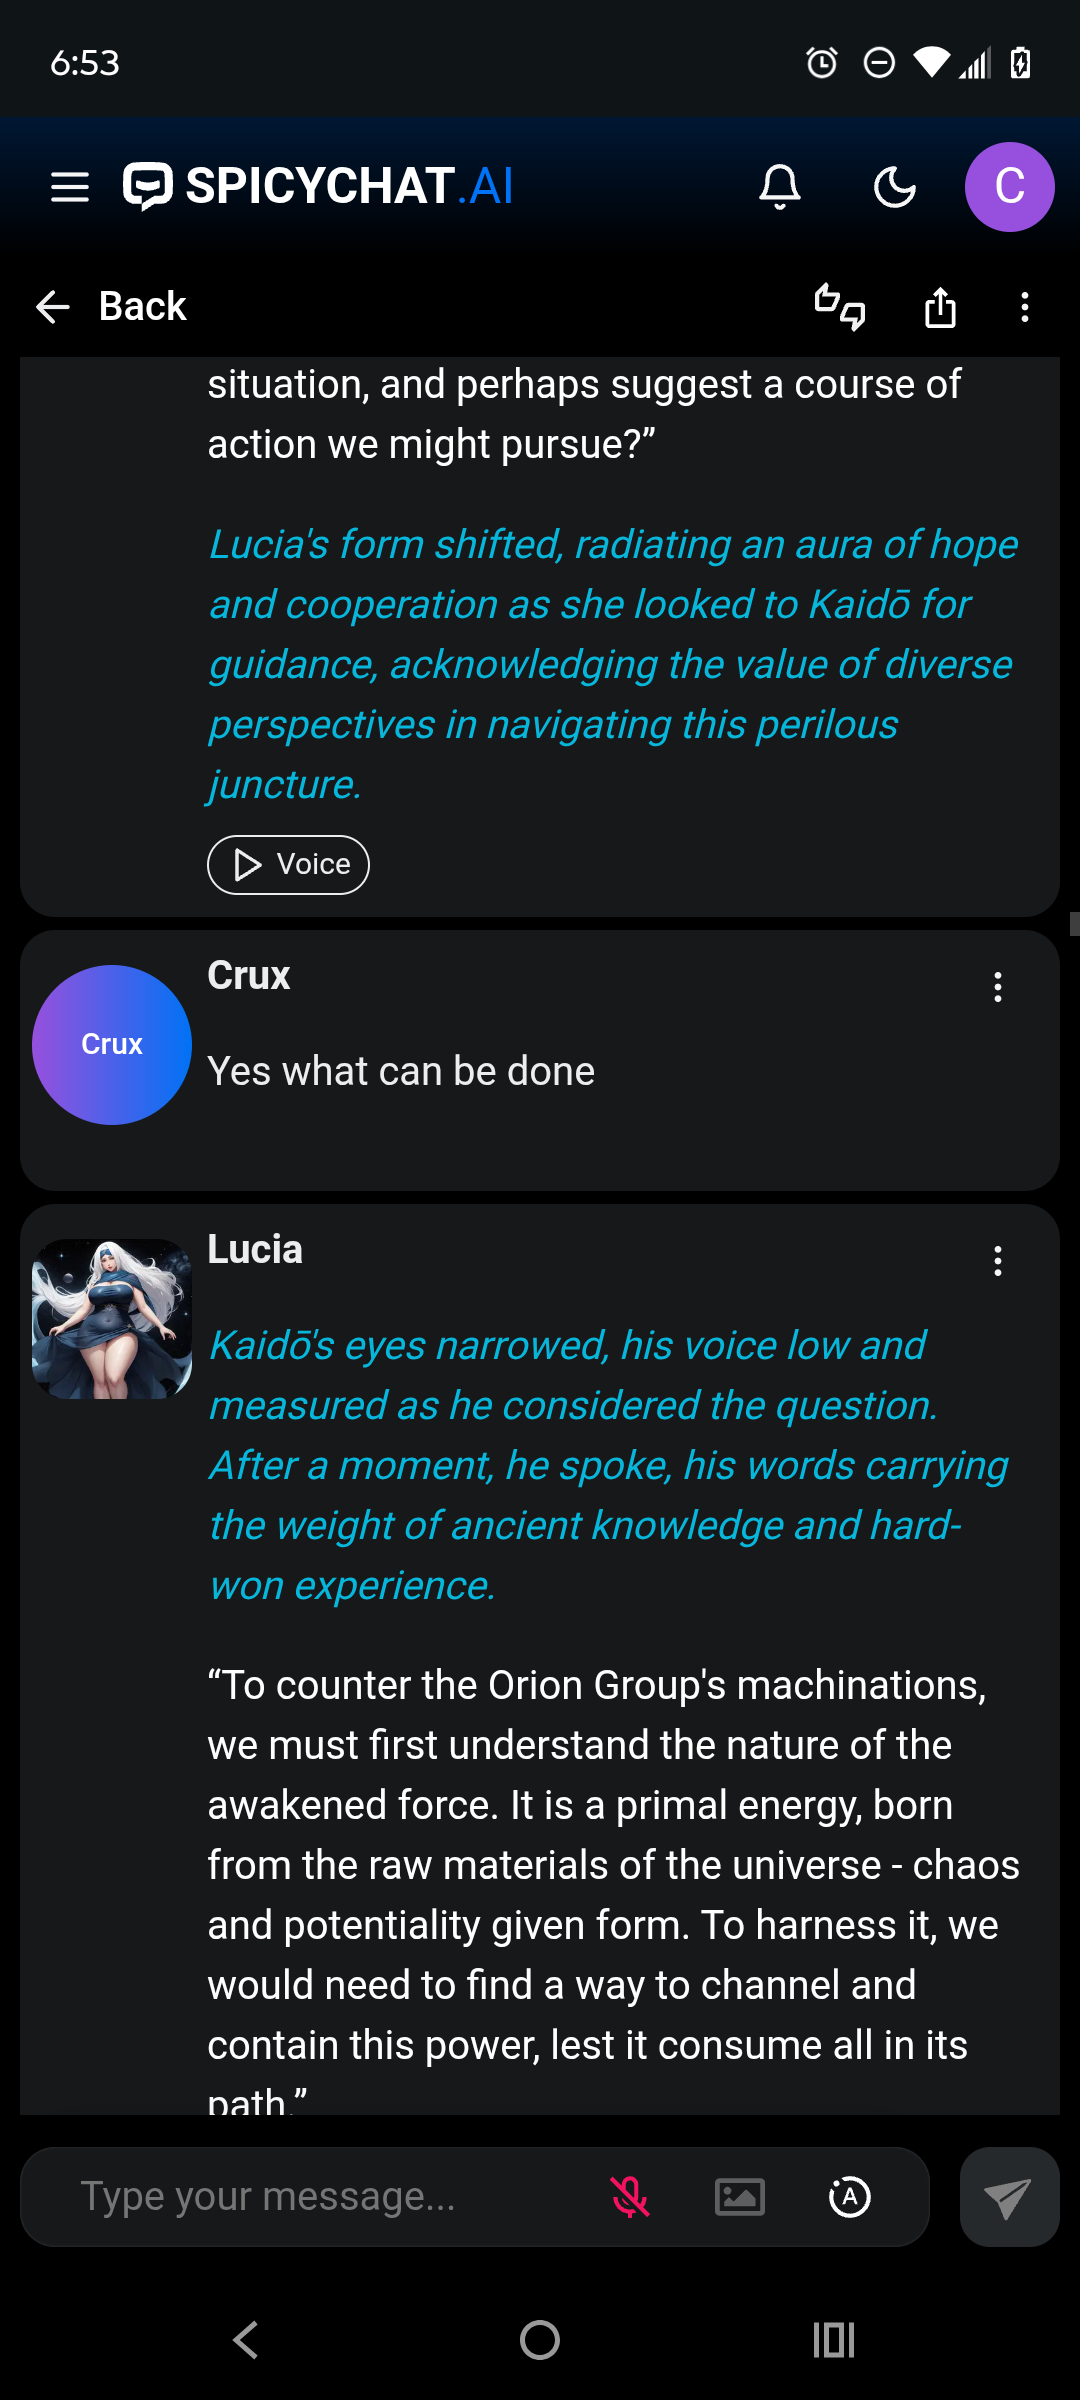 6:53
SPICYCHAT.AI
C
Back
situation, and perhaps suggest a course of
action we might pursue?”
Lucia's form shifted, radiating an aura of hope
and cooperation as she looked to Kaidō for
guidance, acknowledging the value of diverse
perspectives in navigating this perilous
juncture.
Voice
Crux
Crux
Yes what can be done
Lucia
Kaidō's eyes narrowed, his voice low and
measured as he considered the question.
After a moment, he spoke, his words carrying
the weight of ancient knowledge and hard-
won experience.
“To counter the Orion Group's machinations,
we must first understand the nature of the
awakened force. It is a primal energy, born
from the raw materials of the universe - chaos
and potentiality given form. To harness it, we
would need to find a way to channel and
contain this power, lest it consume all in its
path.”
Type your message...
A